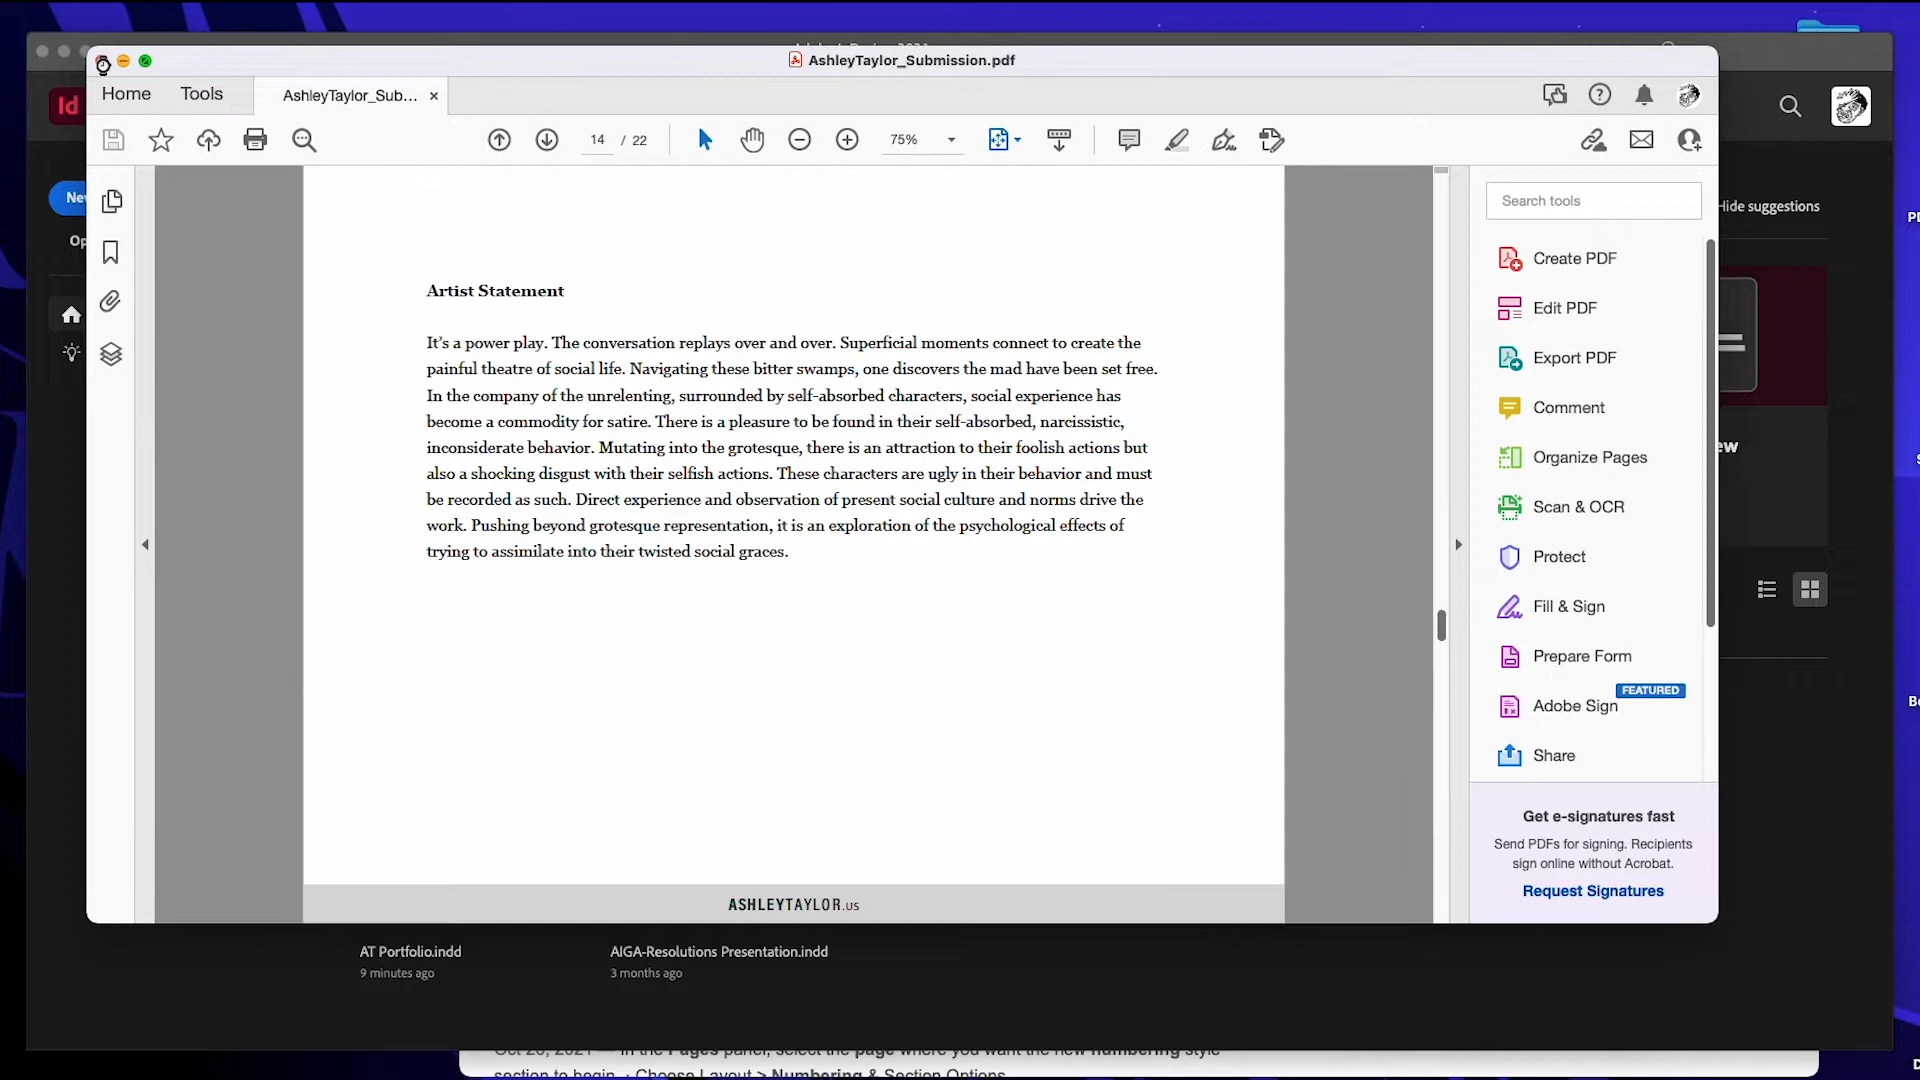 AshleyTaylor_Submission.pdf
Home
Tools
AshleyTaylor_Sub...
Id
14 / 22
75%
Search tools
Hide suggestions
Create PDF
Edit PDF
Export PDF
Comment
Organize Pages
Scan & OCR
Protect
Fill & Sign
Prepare Form
FEATURED
Adobe Sign
Share
Get e-signatures fast
Send PDFs for signing. Recipients
sign online without Acrobat.
Request Signatures
Artist Statement
It's a power play. The conversation replays over and over. Superficial moments connect to create the
painful theatre of social life. Navigating these bitter swamps, one discovers the mad have been set free.
In the company of the unrelenting, surrounded by self-absorbed characters, social experience has
become a commodity for satire. There is a pleasure to be found in their self-absorbed, narcissistic,
inconsiderate behavior. Mutating into the grotesque, there is an attraction to their foolish actions but
also a shocking disgust with their selfish actions. These characters are ugly in their behavior and must
be recorded as such. Direct experience and observation of present social culture and norms drive the
work. Pushing beyond grotesque representation, it is an exploration of the psychological effects of
trying to assimilate into their twisted social graces.
ASHLEYTAYLOR.US
AT Portfolio.indd
9 minutes ago
AIGA-Resolutions Presentation.indd
3 months ago
Oct 20, 2021 — In the Pages panel, select the page where you want the new numbering style
section to begin. · Choose Layout > Numbering & Section Options